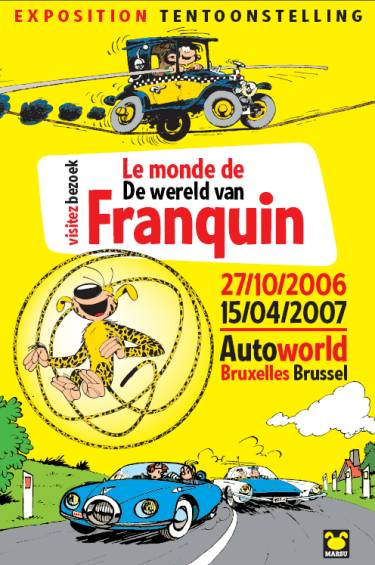 EXPOSITION TENTOONSTELLING
visitez bezoek
Le monde de
De wereld van
Franquin
27/10/2006
15/04/2007
Autoworld
Bruxelles Brussel
MARSU